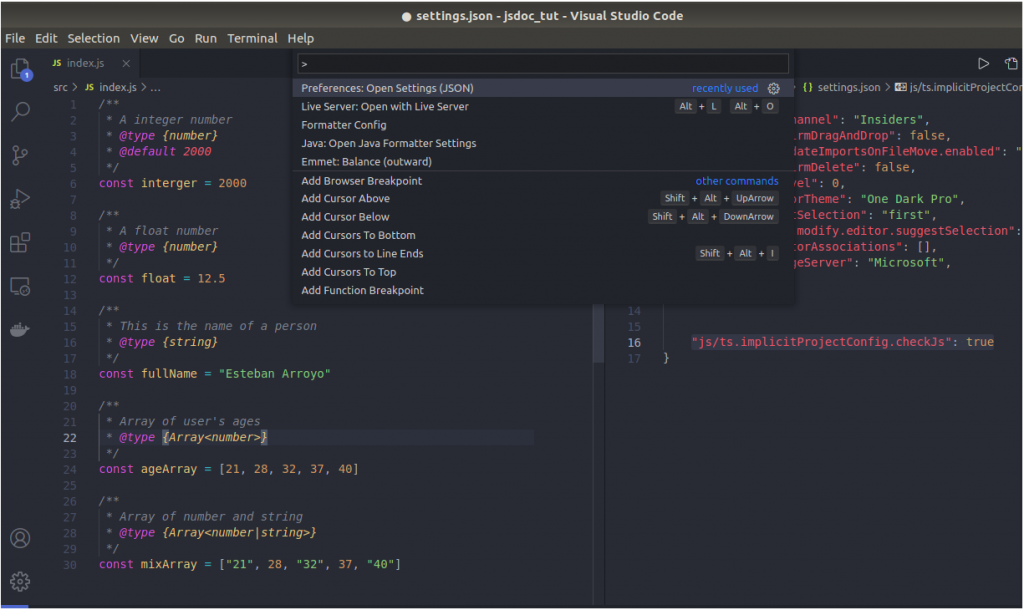 ● settings.json - jsdoc_tut - Visual Studio Code
File Edit Selection View Go Run Terminal Help
JS index.js ×
src > JS index.js > ...
1 /**
2 * A integer number
3 * @type {number}
4 * @default 2000
5 */
6 const interger = 2000
7
8 /**
9 * A float number
10 * @type {number}
11 */
12 const float = 12.5
13
14 /**
15 * This is the name of a person
16 * @type {string}
17 */
18 const fullName = "Esteban Arroyo"
19
20 /**
21 * Array of user's ages
22 * @type {Array<number>}
23 */
24 const ageArray = [21, 28, 32, 37, 40]
25
26 /**
27 * Array of number and string
28 * @type {Array<number|string>}
29 */
30 const mixArray = ["21", 28, "32", 37, "40"]
1
>
Preferences: Open Settings (JSON) recently used
Live Server: Open with Live Server Alt + L Alt + O
Formatter Config
Java: Open Java Formatter Settings
Emmet: Balance (outward)
Add Browser Breakpoint other commands
Add Cursor Above Shift + Alt + UpArrow
Add Cursor Below Shift + Alt + DownArrow
Add Cursors To Bottom
Add Cursors to Line Ends Shift + Alt + I
Add Cursors To Top
Add Function Breakpoint
> {} settings.json > js/ts.implicitProjectCon
hannel": "Insiders",
rmDragAndDrop": false,
dateImportsOnFileMove.enabled": "
rmDelete": false,
vel": 0,
orTheme": "One Dark Pro",
tSelection": "first",
modify.editor.suggestSelection":
torAssociations": [],
geServer": "Microsoft",
14
15
16 "js/ts.implicitProjectConfig.checkJs": true
17 }